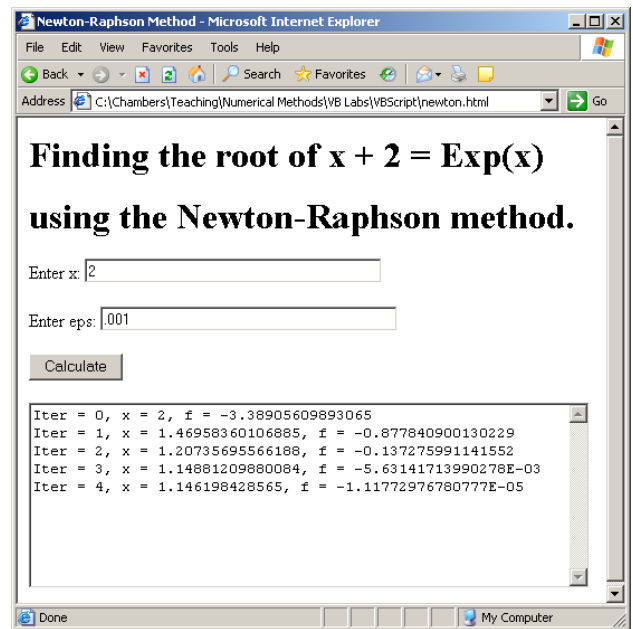 Newton-Raphson Method - Microsoft Internet Explorer
File Edit View Favorites Tools Help
Back Search Favorites
Address C:\Chambers\Teaching\Numerical Methods\VB Labs\VBScript\newton.html Go
Finding the root of x + 2 = Exp(x)
using the Newton-Raphson method.
Enter x: 2
Enter eps: .001
Calculate
Iter = 0, x = 2, f = -3.38905609893065
Iter = 1, x = 1.46958360106885, f = -0.877840900130229
Iter = 2, x = 1.20735695566188, f = -0.137275991141552
Iter = 3, x = 1.14881209880084, f = -5.63141713990278E-03
Iter = 4, x = 1.146198428565, f = -1.11772976780777E-05
Done My Computer